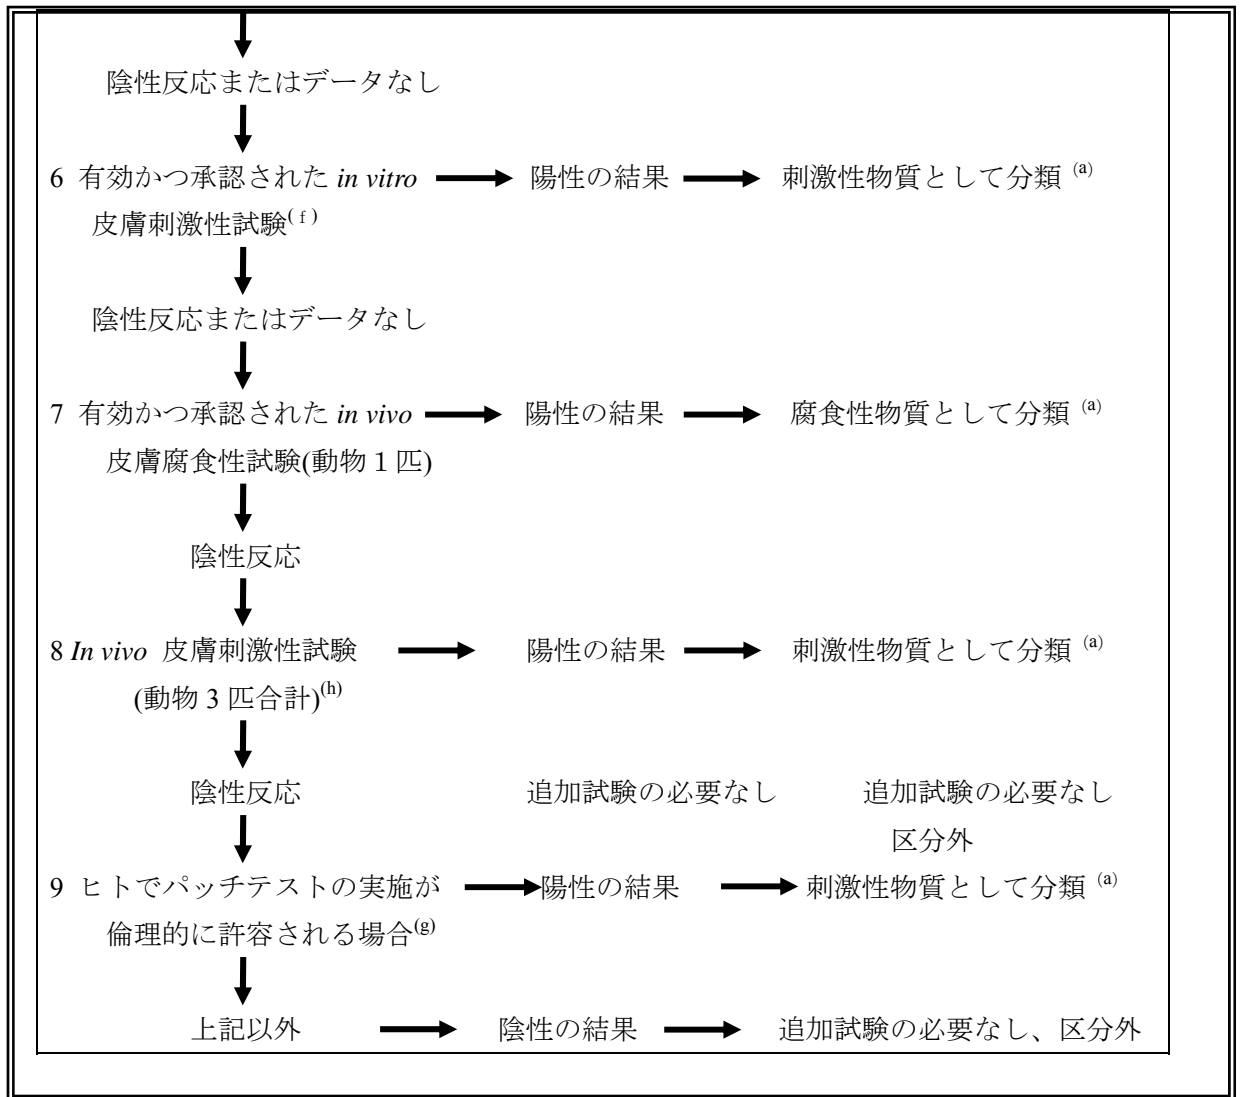 陰性反応またはデータなし
6 有効かつ承認された in vitro 陽性の結果 刺激性物質として分類 (a)
皮膚刺激性試験(f)
陰性反応またはデータなし
7 有効かつ承認された in vivo 陽性の結果 腐食性物質として分類 (a)
皮膚腐食性試験(動物1匹)
陰性反応
8 In vivo 皮膚刺激性試験 陽性の結果 刺激性物質として分類 (a)
(動物3匹合計)(h)
陰性反応 追加試験の必要なし 追加試験の必要なし
区分外
9 ヒトでパッチテストの実施が 陽性の結果 刺激性物質として分類 (a)
倫理的に許容される場合(g)
上記以外 陰性の結果 追加試験の必要なし、区分外